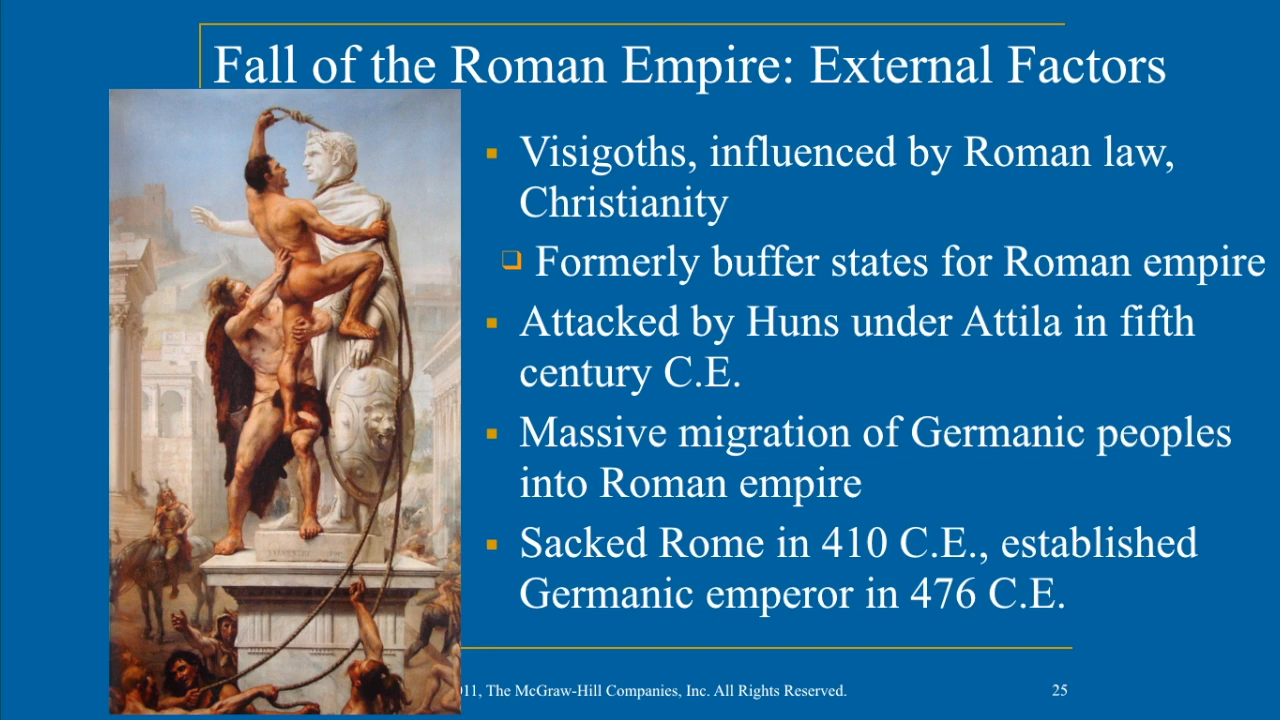 Fall of the Roman Empire: External Factors
▪ Visigoths, influenced by Roman law,
Christianity
❑ Formerly buffer states for Roman empire
▪ Attacked by Huns under Attila in fifth
century C.E.
▪ Massive migration of Germanic peoples
into Roman empire
▪ Sacked Rome in 410 C.E., established
Germanic emperor in 476 C.E.
11, The McGraw-Hill Companies, Inc. All Rights Reserved.
25